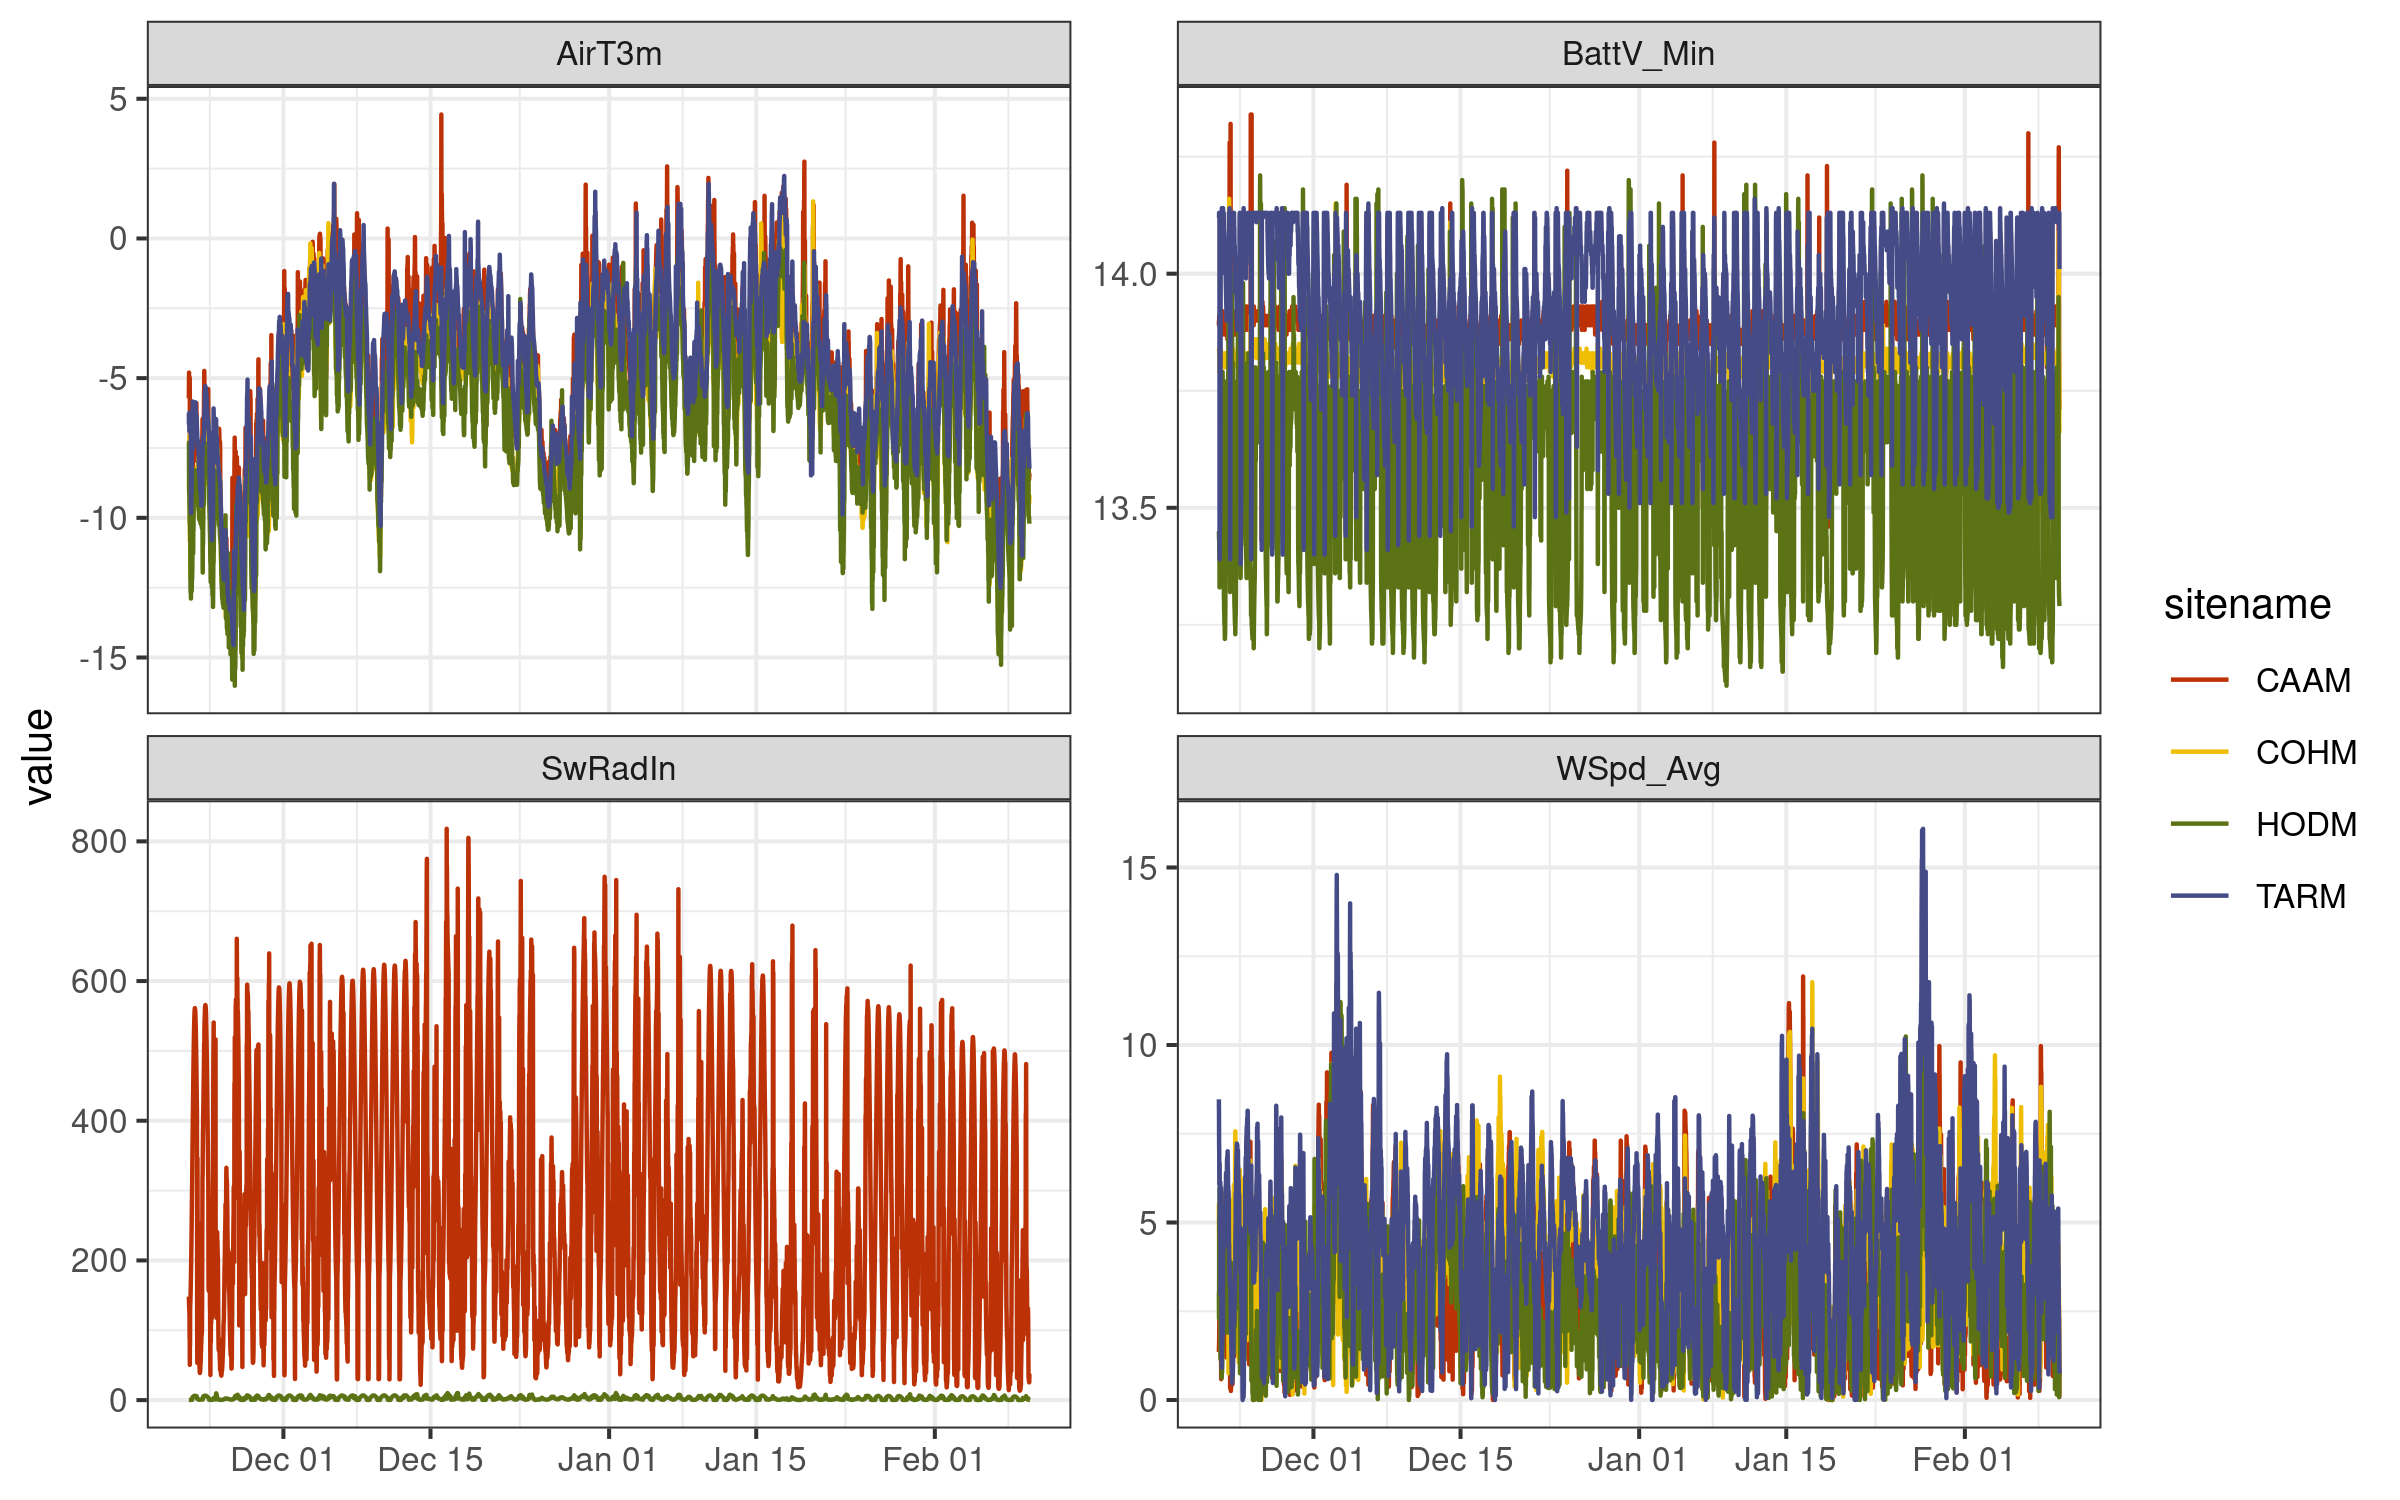 AirT3m
BattV_Min
5
0
-5
-10
-15
14.0
13.5
value
SwRadIn
WSpd_Avg
800
600
400
200
0
15
10
5
0
Dec 01
Dec 15
Jan 01
Jan 15
Feb 01
Dec 01
Dec 15
Jan 01
Jan 15
Feb 01
sitename
CAAM
COHM
HODM
TARM